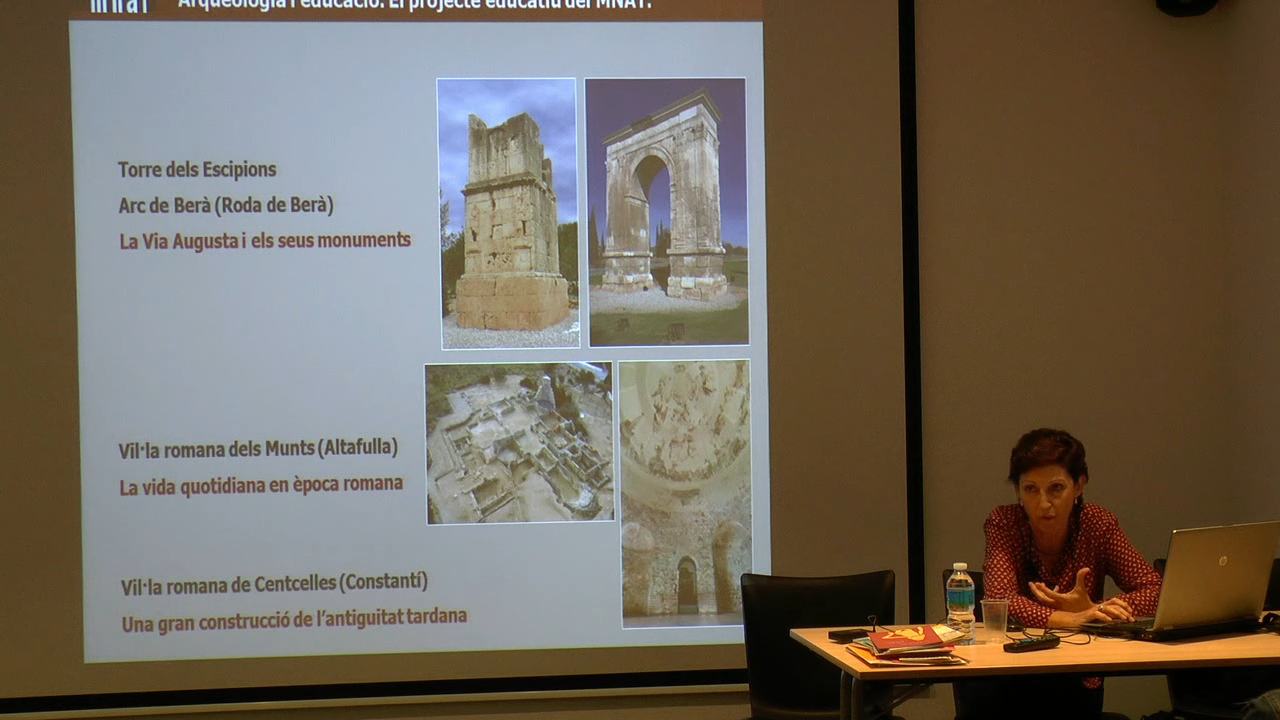 Arqueologia i educació. El projecte educatiu del MNAT.
Torre dels Escipions
Arc de Berà (Roda de Berà)
La Via Augusta i els seus monuments
Vil·la romana dels Munts (Altafulla)
La vida quotidiana en època romana
Vil·la romana de Centcelles (Constantí)
Una gran construcció de l'antiguitat tardana
hp